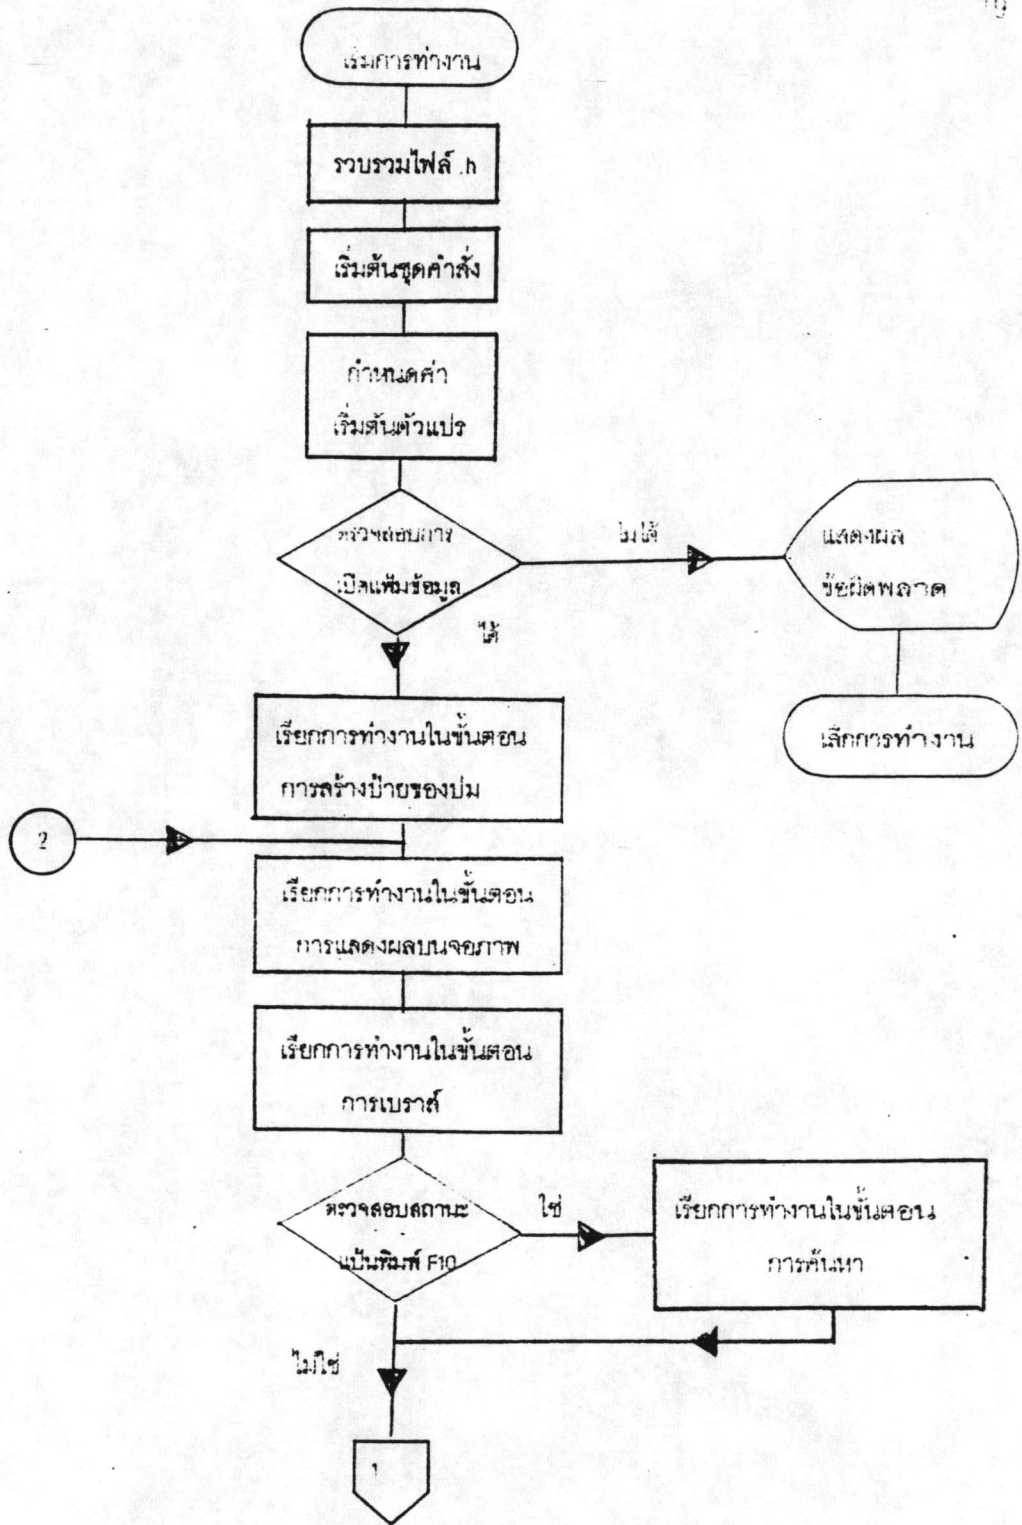 เริ่มการทำงาน
รวบรวมไฟล์ .h
เริ่มต้นชุดคำสั่ง
กำหนดค่า
เริ่มต้นตัวแปร
ตรวจสอบการ
เปิดแฟ้มข้อมูล
ไม่ได้
แสดงผล
ข้อผิดพลาด
ได้
เลิกการทำงาน
เรียกการทำงานในขั้นตอน
การสร้างป้ายของปุ่ม
2
เรียกการทำงานในขั้นตอน
การแสดงผลบนจอภาพ
เรียกการทำงานในขั้นตอน
การเบราส์
ตรวจสอบสถานะ
แป้นพิมพ์ F10
ใช่
เรียกการทำงานในขั้นตอน
การค้นหา
ไม่ใช่
1